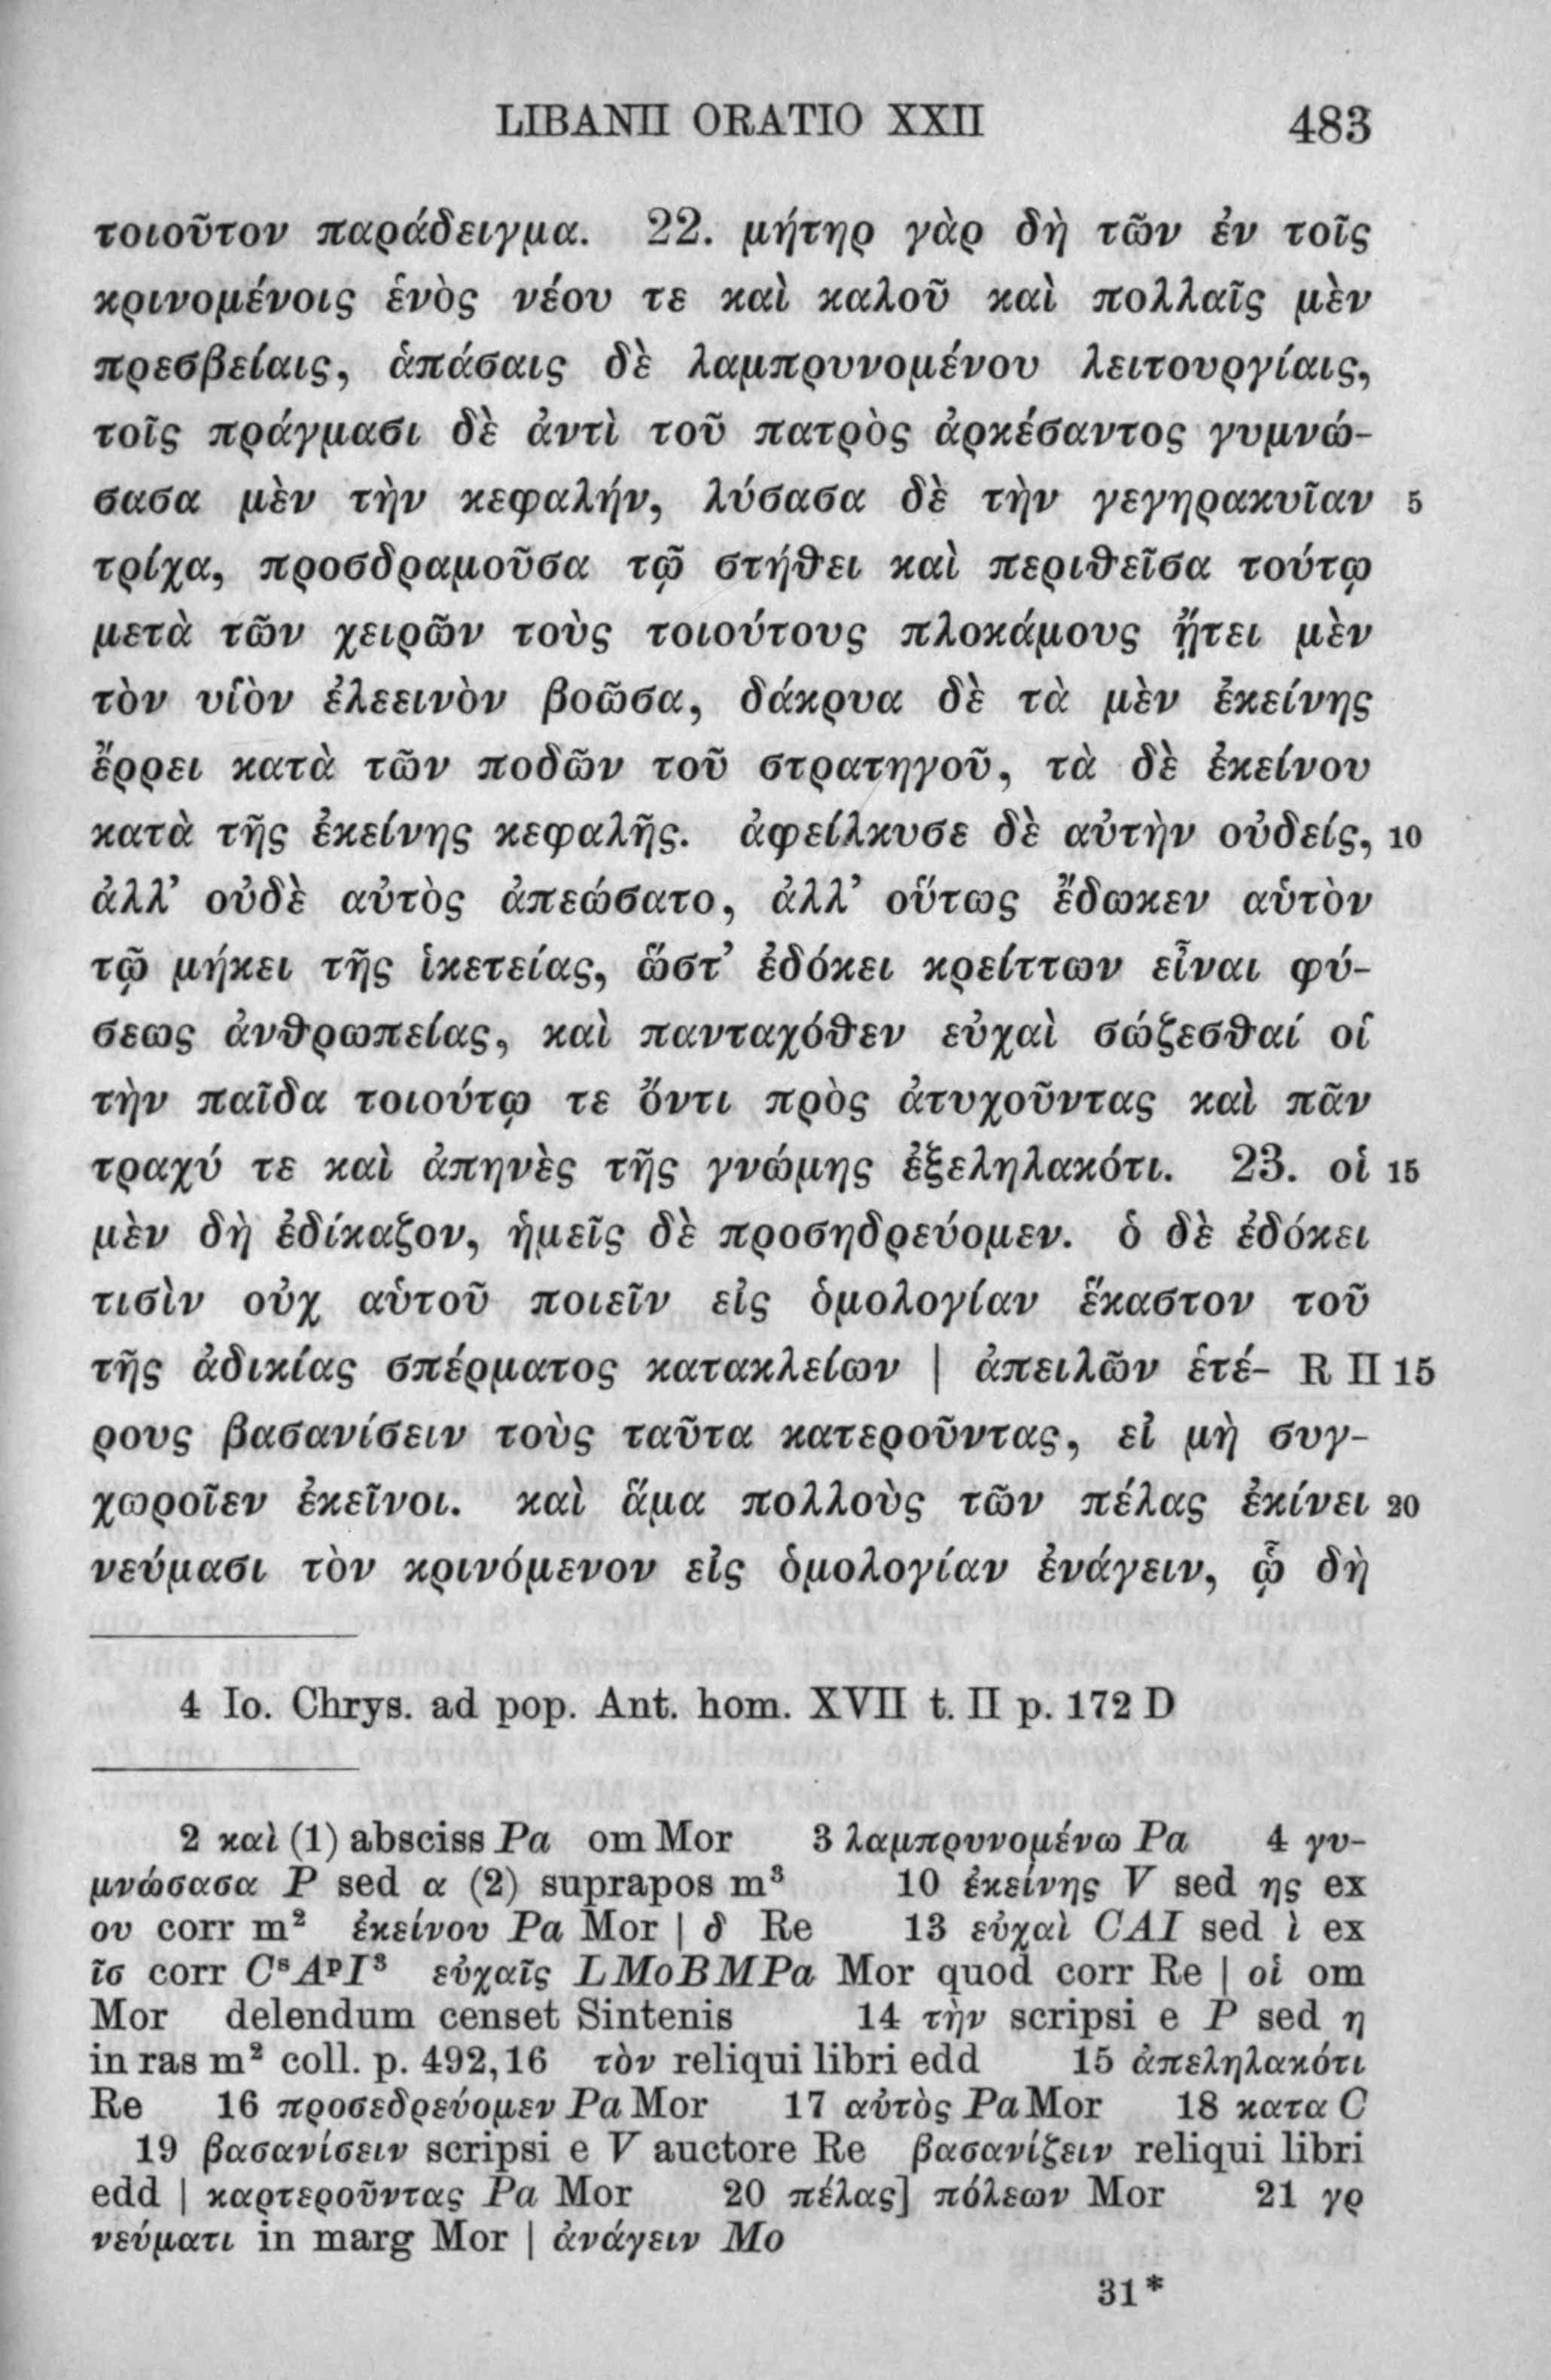 LIBANII ORATIO XXII 483
τοιοῦτον παράδειγμα. 22. μήτηρ γὰρ δὴ τῶν ἐν τοῖς
κρινομένοις ἑνὸς νέου τε καὶ καλοῦ καὶ πολλαῖς μὲν
πρεσβείαις, ἁπάσαις δὲ λαμπρυνομένου λειτουργίαις,
τοῖς πράγμασι δὲ ἀντὶ τοῦ πατρὸς ἀρκέσαντος γυμνώ-
σασα μὲν τὴν κεφαλήν, λύσασα δὲ τὴν γεγηρακυῖαν 5
τρίχα, προσδραμοῦσα τῷ στήθει καὶ περιθεῖσα τούτῳ
μετὰ τῶν χειρῶν τοὺς τοιούτους πλοκάμους ᾔτει μὲν
τὸν υἱὸν ἐλεεινὸν βοῶσα, δάκρυα δὲ τὰ μὲν ἐκείνης
ἔρρει κατὰ τῶν ποδῶν τοῦ στρατηγοῦ, τὰ δὲ ἐκείνου
κατὰ τῆς ἐκείνης κεφαλῆς. ἀφείλκυσε δὲ αὐτὴν οὐδείς, 10
ἀλλ’ οὐδὲ αὐτὸς ἀπεώσατο, ἀλλ’ οὕτως ἔδωκεν αὑτὸν
τῷ μήκει τῆς ἱκετείας, ὥστ’ ἐδόκει κρείττων εἶναι φύ-
σεως ἀνθρωπείας, καὶ πανταχόθεν εὐχαὶ σώζεσθαί οἱ
τὴν παῖδα τοιούτῳ τε ὄντι πρὸς ἀτυχοῦντας καὶ πᾶν
τραχύ τε καὶ ἀπηνὲς τῆς γνώμης ἐξεληλακότι. 23. οἱ 15
μὲν δὴ ἐδίκαζον, ἡμεῖς δὲ προσηδρεύομεν. ὁ δὲ ἐδόκει
τισὶν οὐχ αὑτοῦ ποιεῖν εἰς ὁμολογίαν ἕκαστον τοῦ
τῆς ἀδικίας σπέρματος κατακλείων | ἀπειλῶν ἑτέ- R II 15
ρους βασανίσειν τοὺς ταῦτα κατεροῦντας, εἰ μὴ συγ-
χωροῖεν ἐκεῖνοι. καὶ ἅμα πολλοὺς τῶν πέλας ἐκίνει 20
νεύμασι τὸν κρινόμενον εἰς ὁμολογίαν ἐνάγειν, ᾧ δὴ
4 Io. Chrys. ad pop. Ant. hom. XVII t. II p. 172 D
2 καὶ (1) absciss Pa om Mor 3 λαμπρυνομένω Pa 4 γυ-
μνώσασα P sed α (2) suprapos m³ 10 ἐκείνης V sed ης ex
ου corr m² ἐκείνου Pa Mor | δ Re 13 εὐχαὶ CAI sed ὶ ex
ῖσ corr CˢAᵖI³ εὐχαῖς LMoBMPa Mor quod corr Re | οἱ om
Mor delendum censet Sintenis 14 τὴν scripsi e P sed η
in ras m² coll. p. 492,16 τὸν reliqui libri edd 15 ἀπεληλακότι
Re 16 προσεδρεύομεν Pa Mor 17 αὐτὸς Pa Mor 18 κατα C
19 βασανίσειν scripsi e V auctore Re βασανίζειν reliqui libri
edd | καρτεροῦντας Pa Mor 20 πέλας] πόλεων Mor 21 γρ
νεύματι in marg Mor | ἀνάγειν Mo
31*